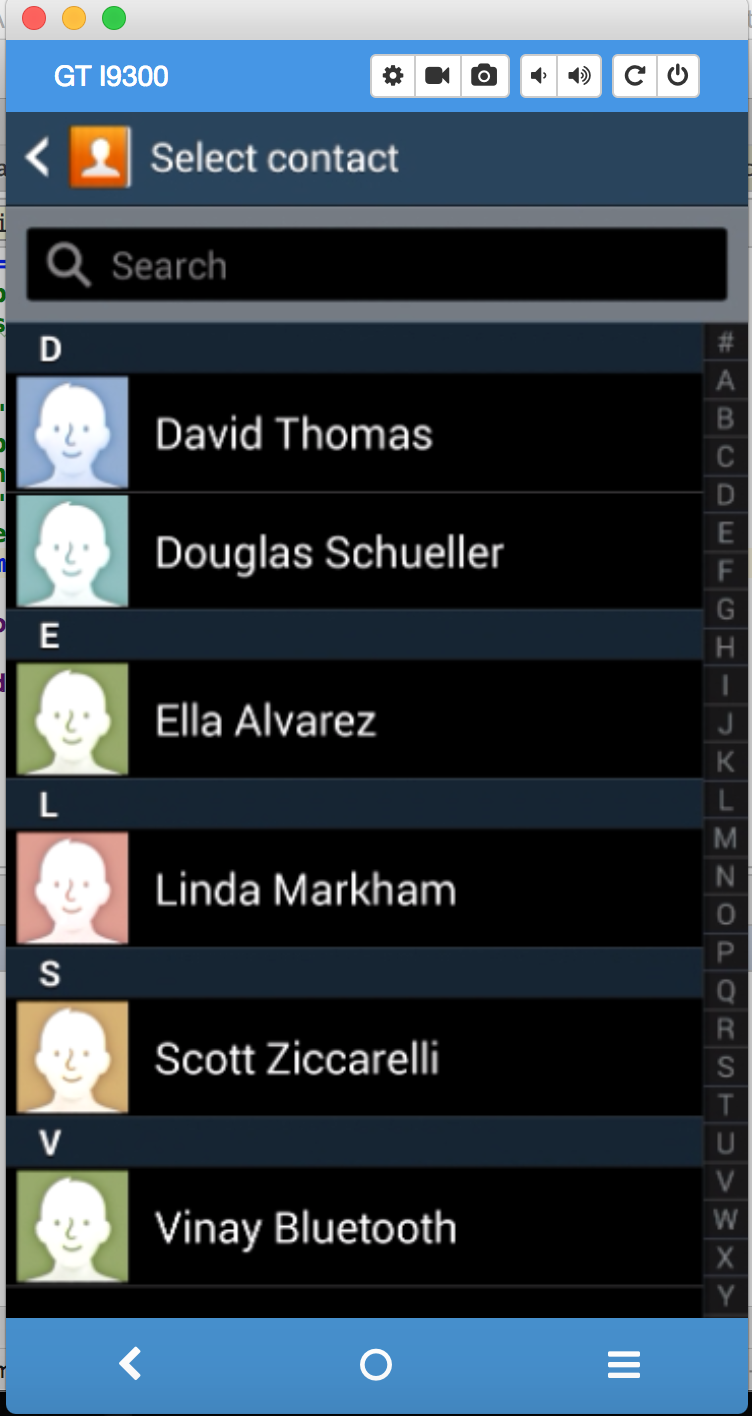 GT I9300
Select contact
Search
D
David Thomas
Douglas Schueller
E
Ella Alvarez
L
Linda Markham
S
Scott Ziccarelli
V
Vinay Bluetooth
#
A
B
C
D
E
F
G
H
I
J
K
L
M
N
O
P
Q
R
S
T
U
V
W
X
Y